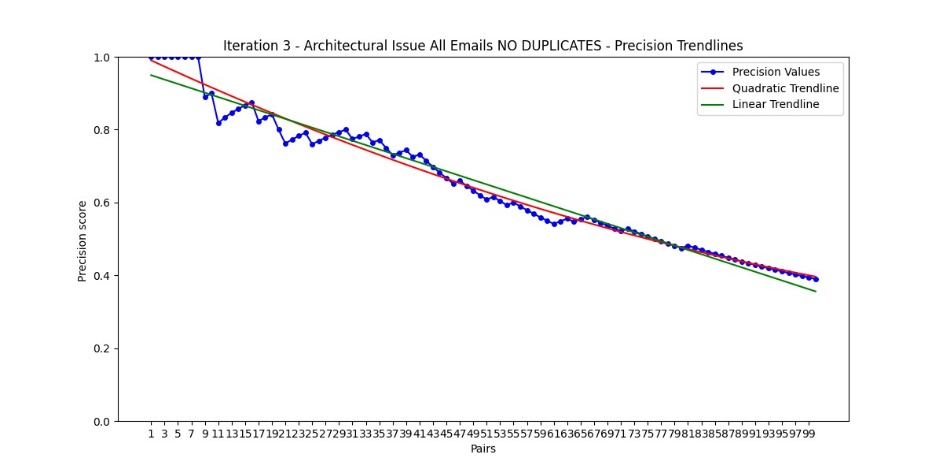 Iteration 3 - Architectural Issue All Emails NO DUPLICATES - Precision Trendlines
Precision Values
Quadratic Trendline
Linear Trendline
Precision score
1.0
0.8
0.6
0.4
0.2
0.0
1 3 5 7 9 11 13 15 17 19 21 23 25 27 29 31 33 35 37 39 41 43 45 47 49 51 53 55 57 59 61 63 65 67 69 71 73 75 77 79 81 83 85 87 89 91 93 95 97 99
Pairs